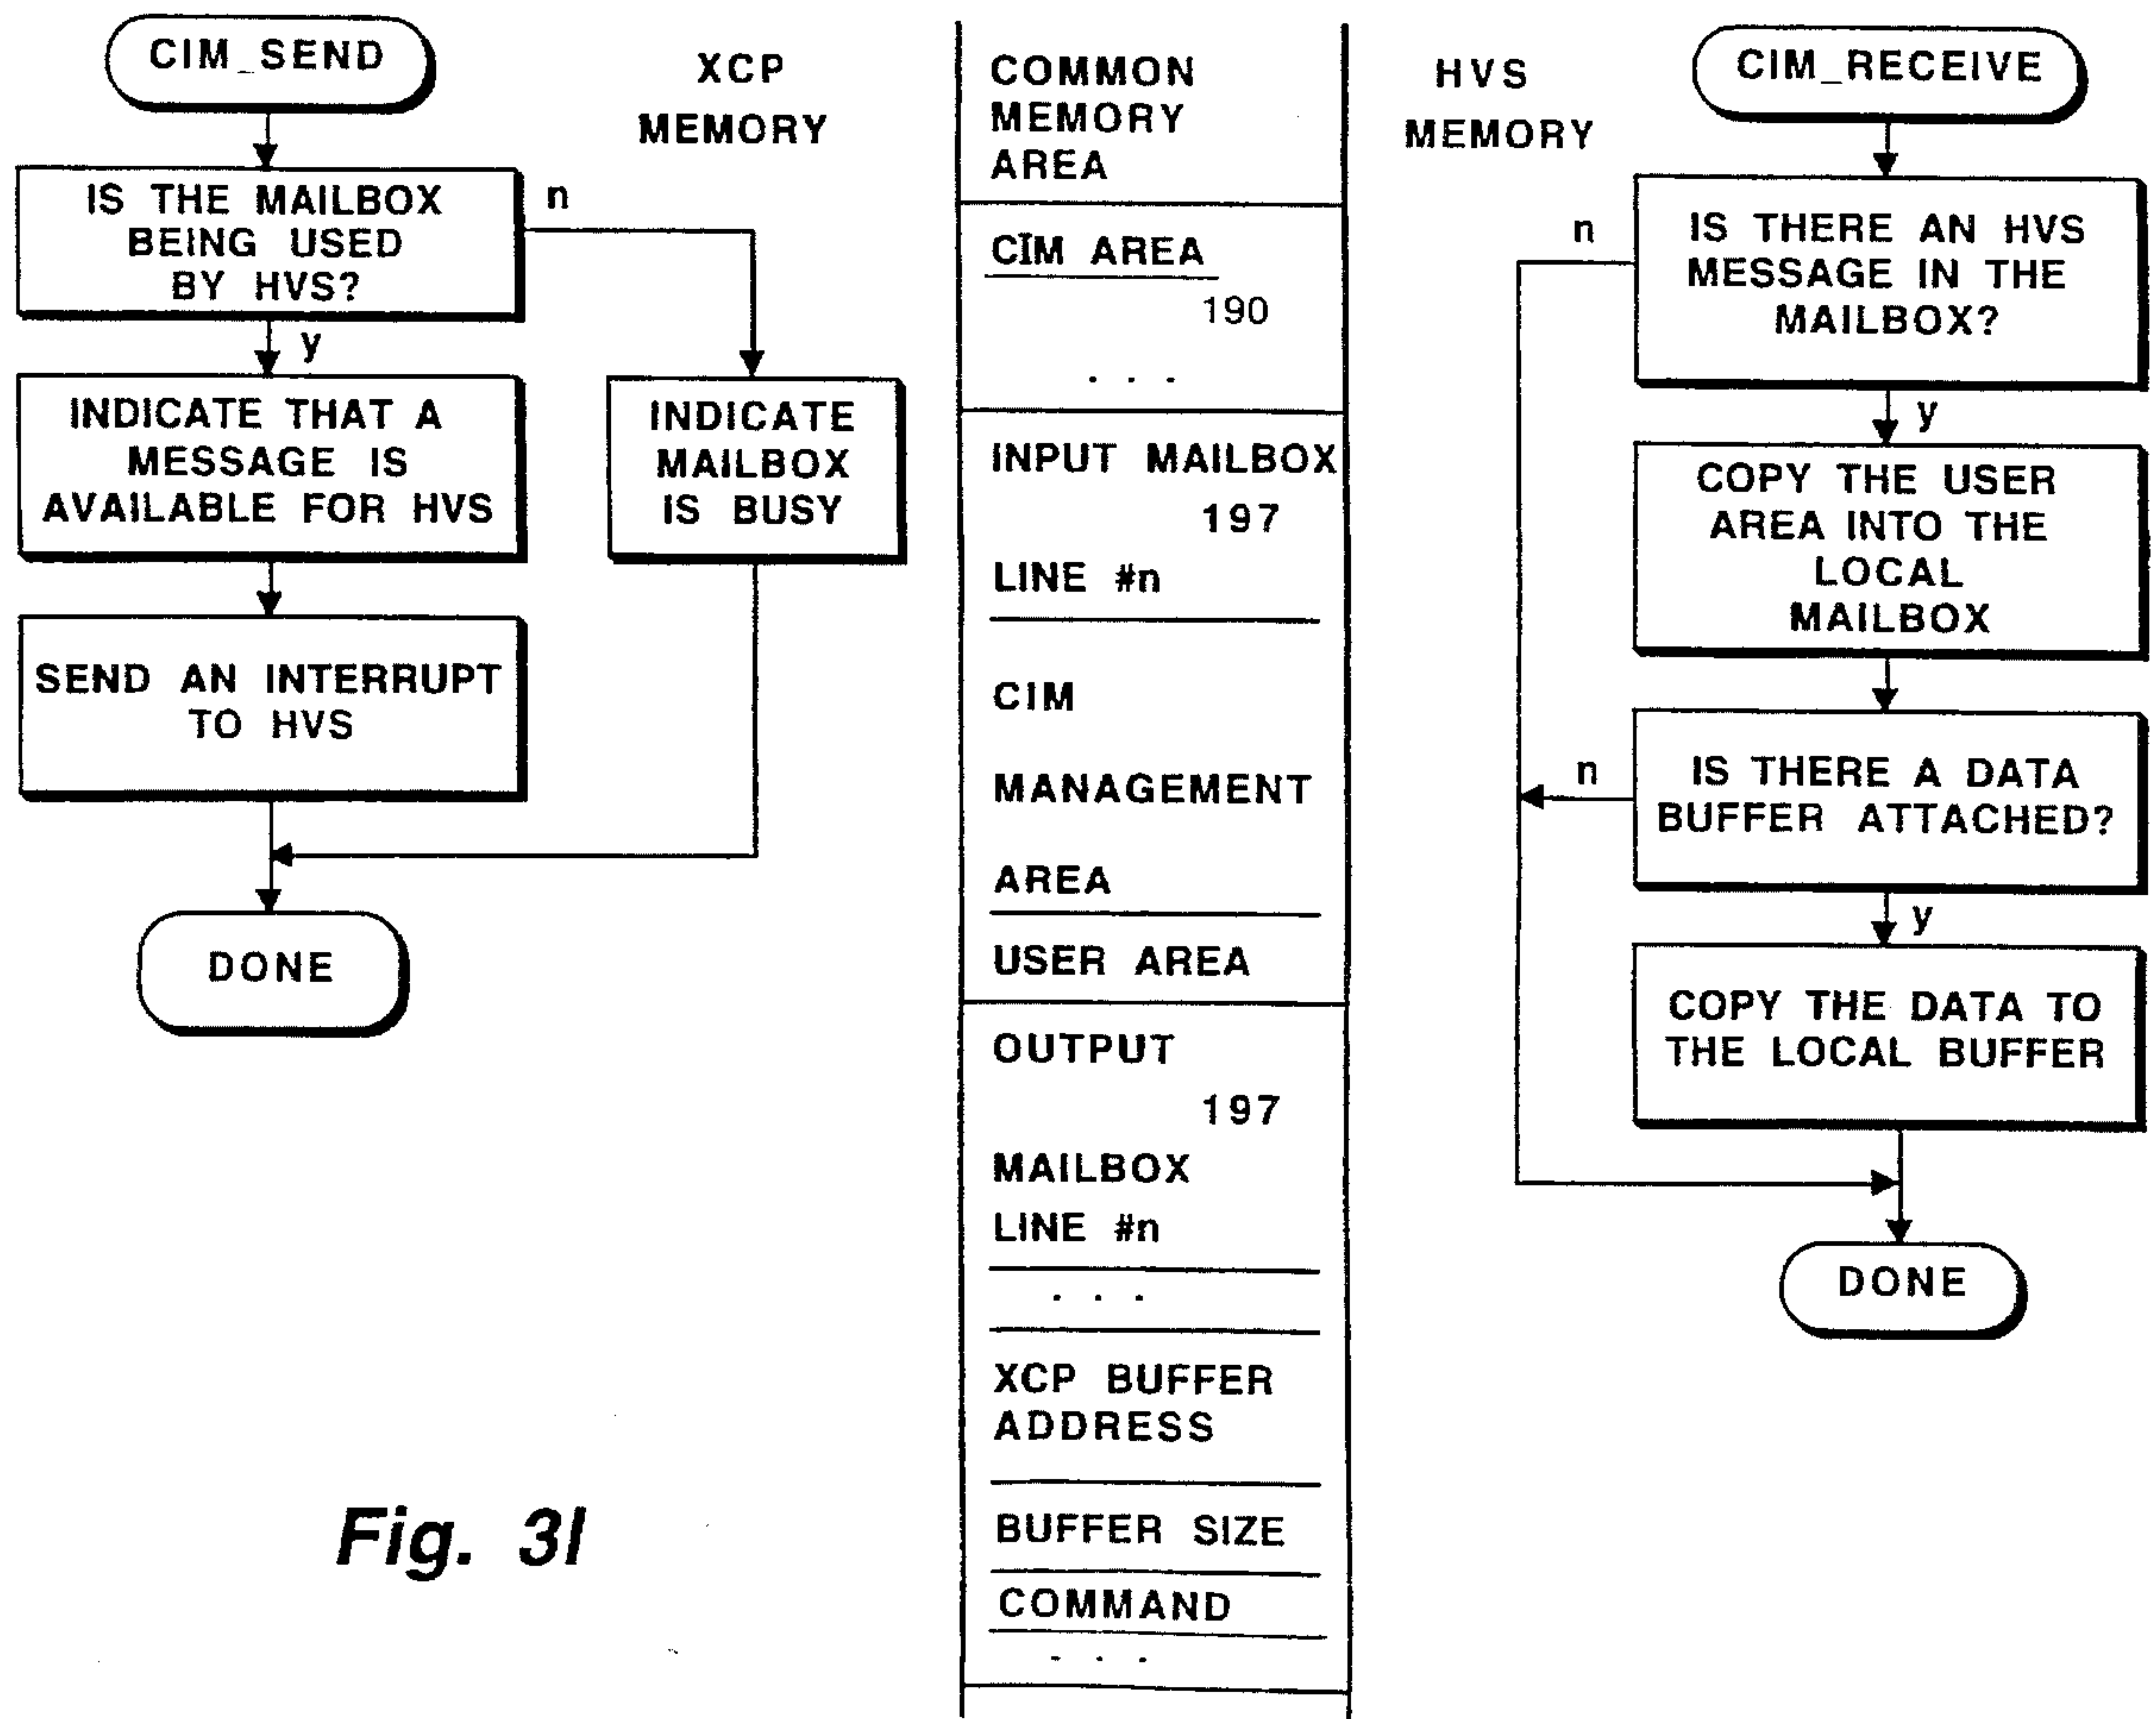 CIM_SEND
IS THE MAILBOX
BEING USED
BY HVS?
n
y
INDICATE THAT A
MESSAGE IS
AVAILABLE FOR HVS
INDICATE
MAILBOX
IS BUSY
SEND AN INTERRUPT
TO HVS
DONE
XCP
MEMORY
COMMON
MEMORY
AREA
CIM AREA
190
. . .
INPUT MAILBOX
197
LINE #n
CIM
MANAGEMENT
AREA
USER AREA
OUTPUT
197
MAILBOX
LINE #n
. . .
XCP BUFFER
ADDRESS
BUFFER SIZE
COMMAND
. . .
HVS
MEMORY
CIM_RECEIVE
IS THERE AN HVS
MESSAGE IN THE
MAILBOX?
n
y
COPY THE USER
AREA INTO THE
LOCAL
MAILBOX
IS THERE A DATA
BUFFER ATTACHED?
n
y
COPY THE DATA TO
THE LOCAL BUFFER
DONE
Fig. 3I